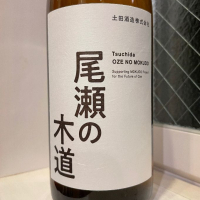 土田酒造株式会社
Tsuchida
OZE NO MOKUDO
Supporting MOKUDO Project
for the Future of Oze
尾瀬の
木道